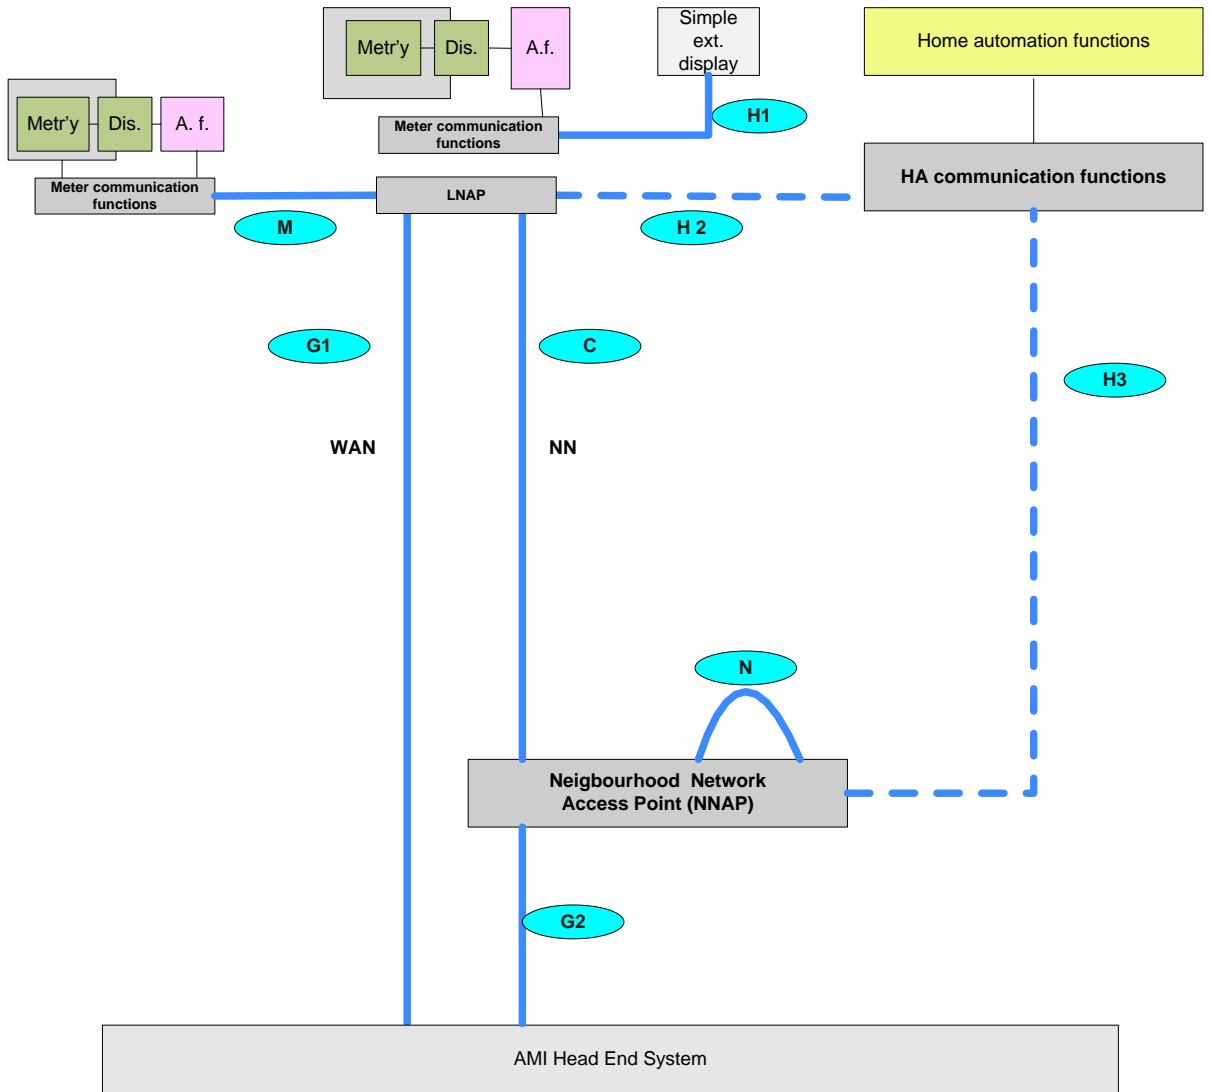 Metr'y
Dis.
A.f.
Simple
ext.
display
Home automation functions
Metr'y
Dis.
A. f.
H1
Meter communication
functions
HA communication functions
Meter communication
functions
LNAP
M
H 2
G1
C
H3
WAN
NN
N
Neigbourhood Network
Access Point (NNAP)
G2
AMI Head End System